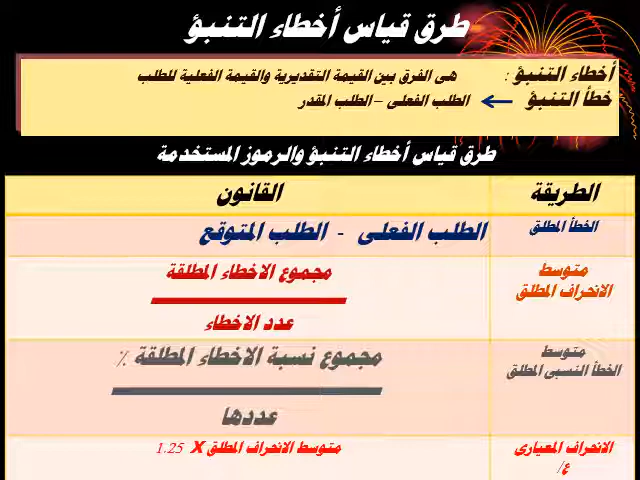 طرق قياس أخطاء التنبؤ
أخطاء التنبؤ : هى الفرق بين القيمة التقديرية والقيمة الفعلية للطلب
خطأ التنبؤ ← الطلب الفعلى – الطلب المقدر
طرق قياس أخطاء التنبؤ والرموز المستخدمة
الطريقة القانون
الخطأ المطلق الطلب الفعلى - الطلب المتوقع
متوسط
الانحراف المطلق
مجموع الاخطاء المطلقة
عدد الاخطاء
متوسط
الخطأ النسبى المطلق
مجموع نسبة الاخطاء المطلقة ٪
عددها
الانحراف المعيارى
ع/
متوسط الانحراف المطلق X 1.25